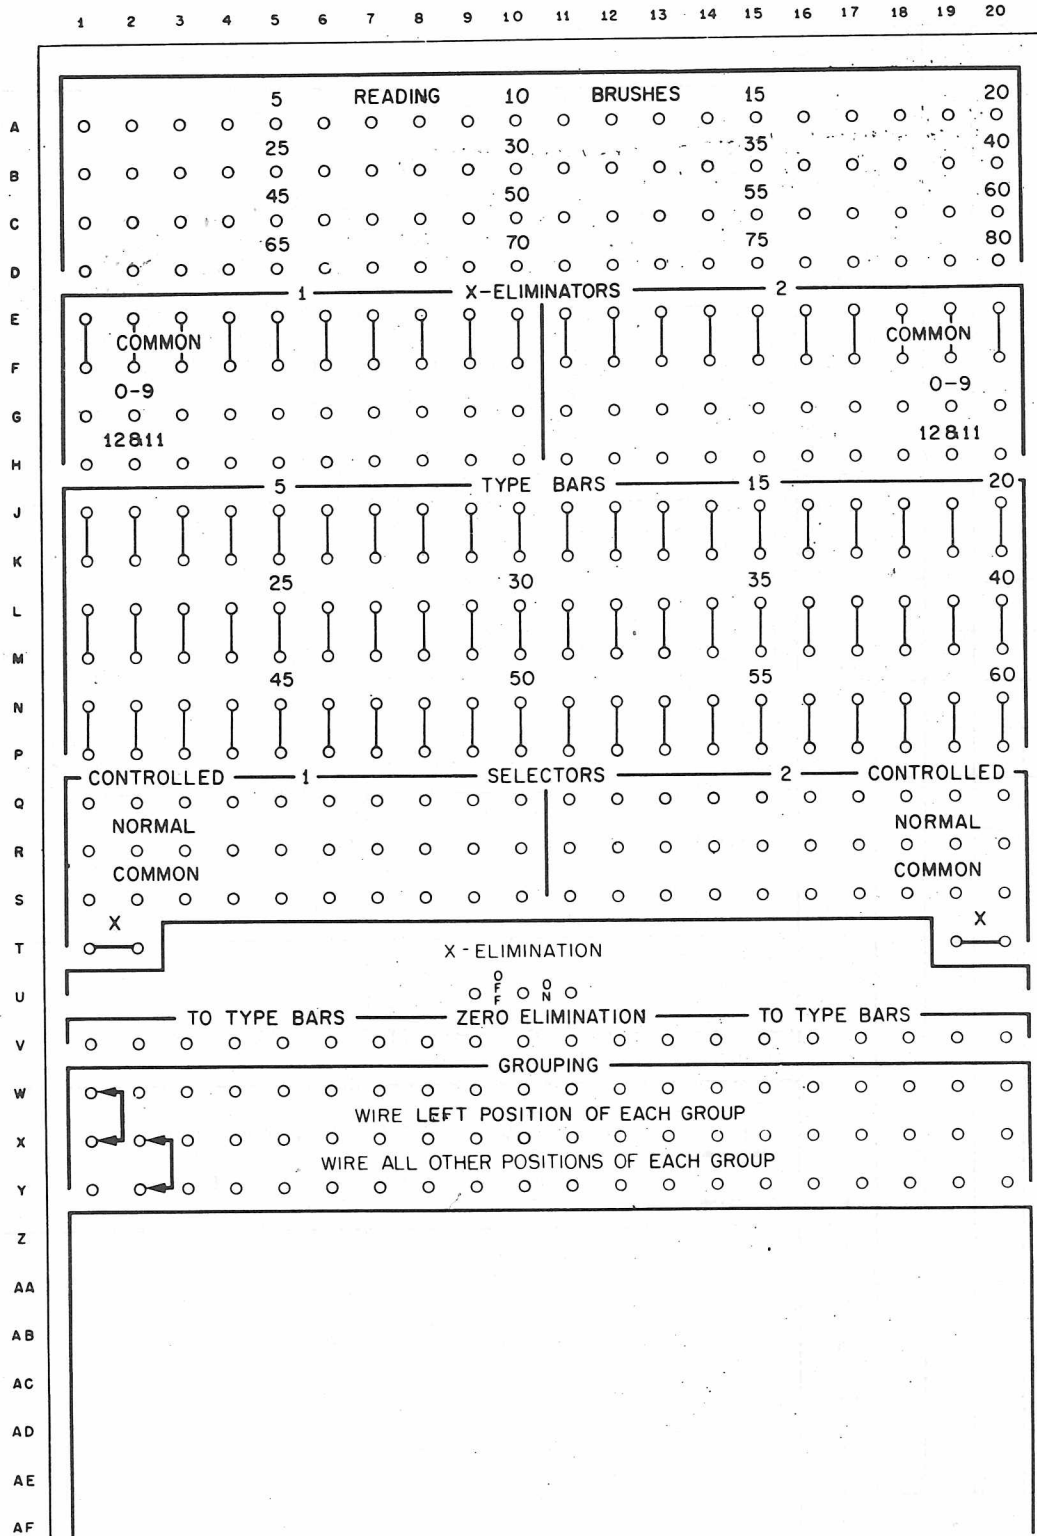 1 2 3 4 5 6 7 8 9 10 11 12 13 14 15 16 17 18 19 20
5 READING 10 BRUSHES 15 20
A
25 30 35 40
B
45 50 55 60
C
65 70 75 80
D
1 X-ELIMINATORS 2
E
COMMON COMMON
F
0-9 0-9
G
12&11 12&11
H
5 TYPE BARS 15 20
J
K
25 30 35 40
L
M
45 50 55 60
N
P
CONTROLLED 1 SELECTORS 2 CONTROLLED
Q
NORMAL NORMAL
R
COMMON COMMON
S
X X
T
X-ELIMINATION
U OFF ON
TO TYPE BARS ZERO ELIMINATION TO TYPE BARS
V
GROUPING
W
WIRE LEFT POSITION OF EACH GROUP
X
WIRE ALL OTHER POSITIONS OF EACH GROUP
Y
Z
AA
AB
AC
AD
AE
AF